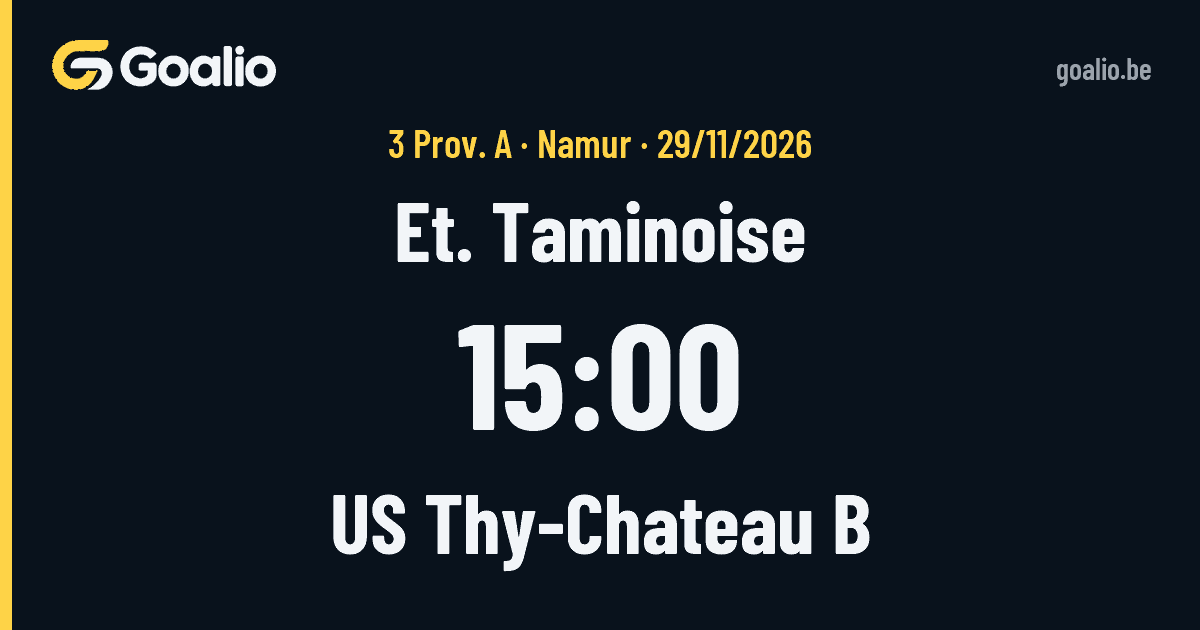 Goalio
goalio.be
3 Prov. A · Namur · 29/11/2026
Et. Taminoise
15:00
US Thy-Chateau B